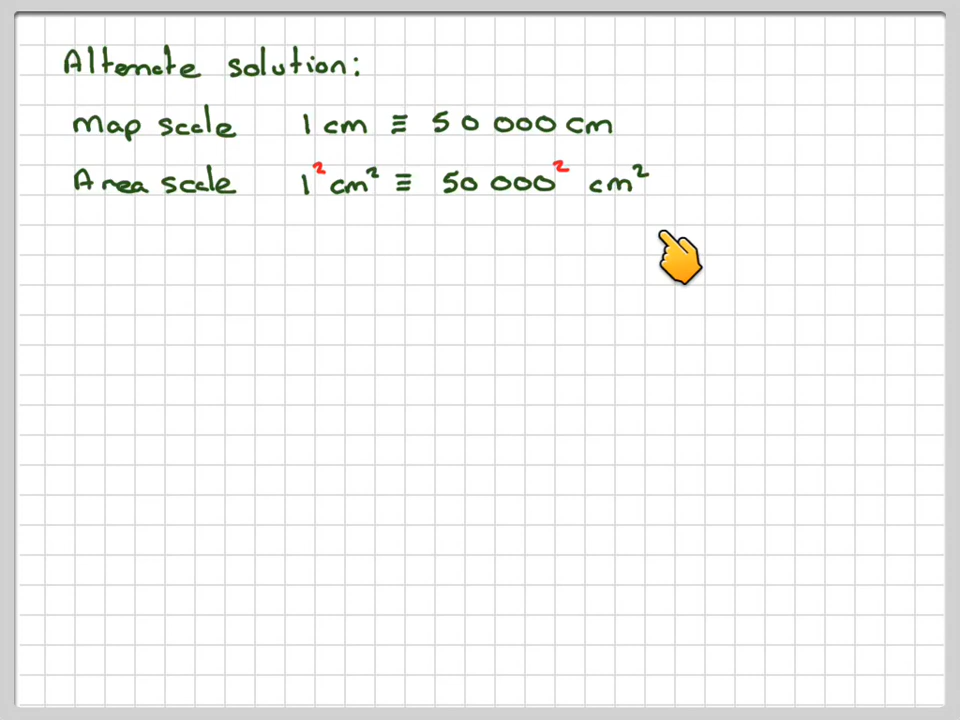 Alternate solution:
Map scale 1 cm ≡ 50 000 cm
Area scale 1² cm² ≡ 50 000² cm²